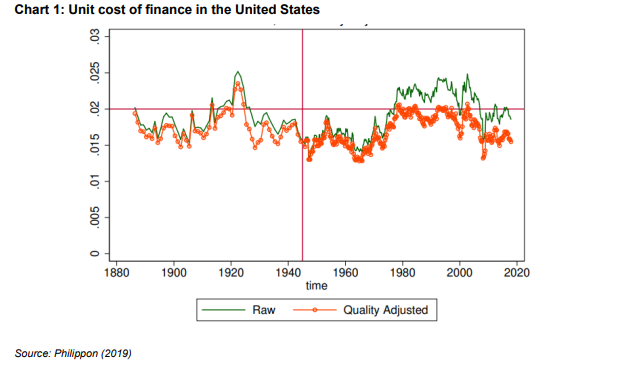 Chart 1: Unit cost of finance in the United States
.03
.025
.02
.015
.01
.005
0
1880 1900 1920 1940 1960 1980 2000 2020
time
Raw Quality Adjusted
Source: Philippon (2019)